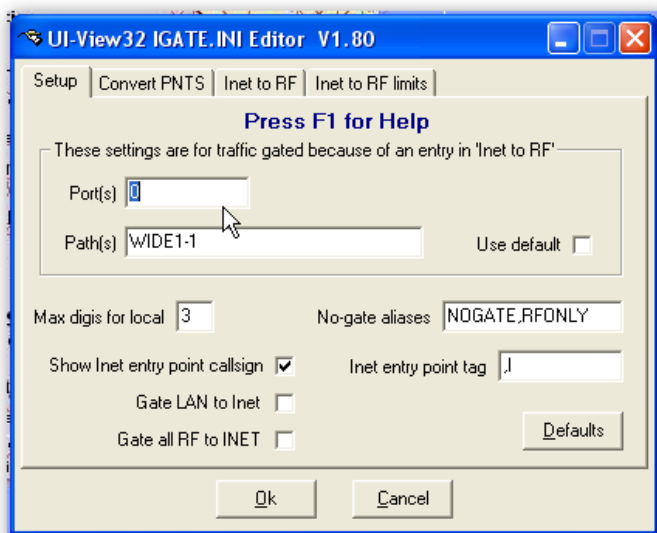 UI-View32 IGATE.INI Editor V1.80
Setup Convert PNTS Inet to RF Inet to RF limits
Press F1 for Help
These settings are for traffic gated because of an entry in 'Inet to RF'
Port(s) 0
Path(s) WIDE1-1 Use default
Max digis for local 3 No-gate aliases NOGATE,RFONLY
Show Inet entry point callsign Inet entry point tag ,I
Gate LAN to Inet
Gate all RF to INET
Defaults
Ok Cancel